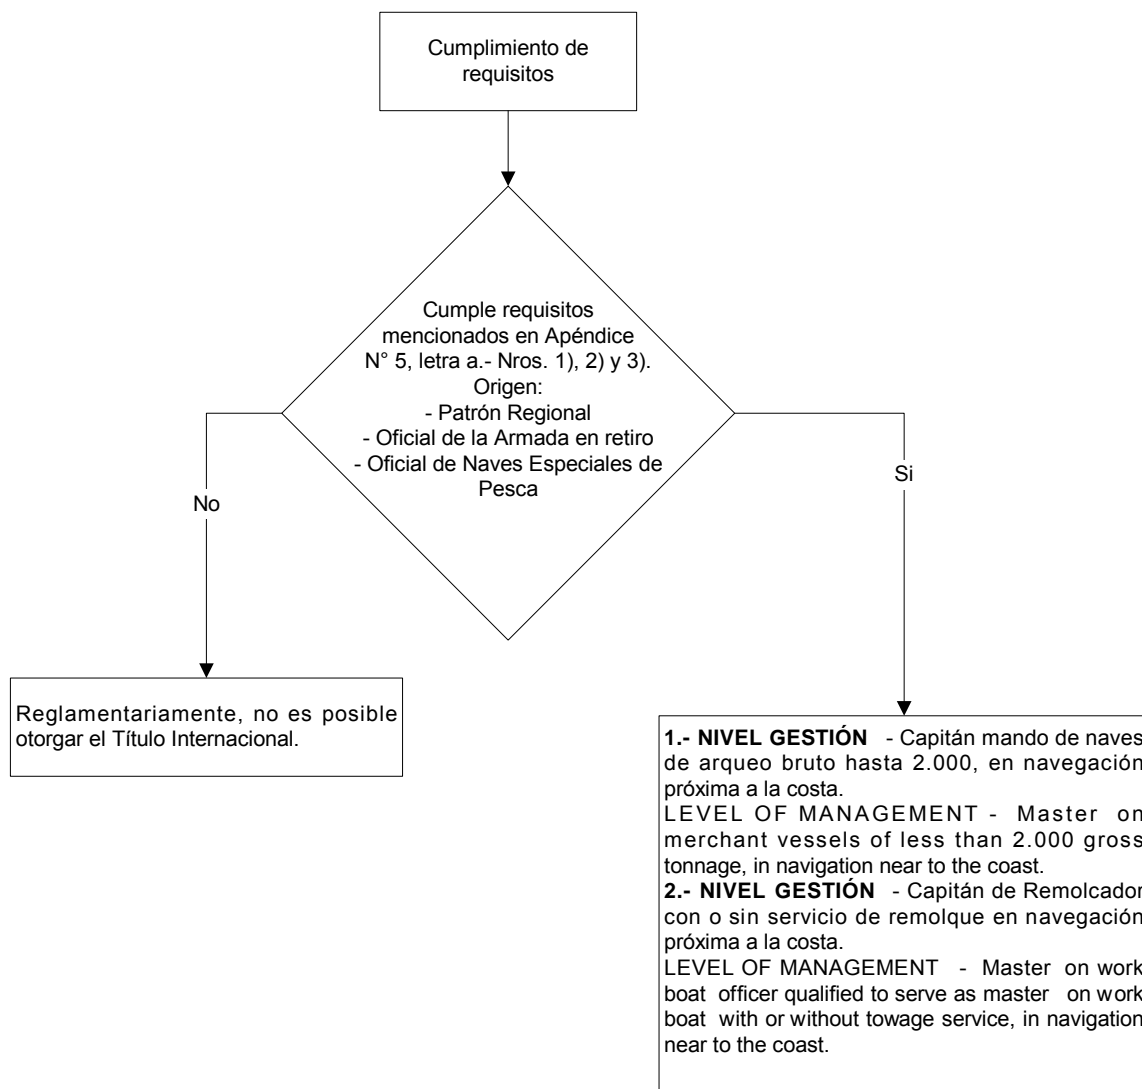 Cumplimiento de
requisitos
Cumple requisitos
mencionados en Apéndice
N° 5, letra a.- Nros. 1), 2) y 3).
Origen:
- Patrón Regional
- Oficial de la Armada en retiro
- Oficial de Naves Especiales de
Pesca
No
Si
Reglamentariamente, no es posible
otorgar el Título Internacional.
1.- NIVEL GESTIÓN - Capitán mando de naves
de arqueo bruto hasta 2.000, en navegación
próxima a la costa.
LEVEL OF MANAGEMENT - Master on
merchant vessels of less than 2.000 gross
tonnage, in navigation near to the coast.
2.- NIVEL GESTIÓN - Capitán de Remolcador
con o sin servicio de remolque en navegación
próxima a la costa.
LEVEL OF MANAGEMENT - Master on work
boat officer qualified to serve as master on work
boat with or without towage service, in navigation
near to the coast.